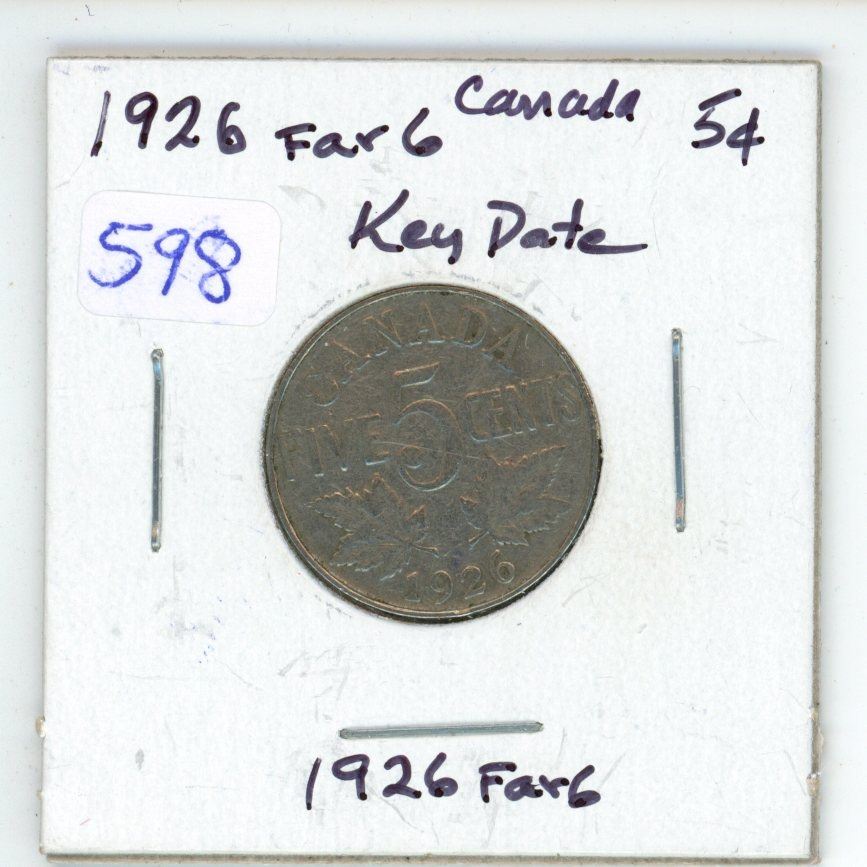 1926 Far 6 Canada 5¢
Key Date
598
CANADA
FIVE 5 CENTS
1926
1926 Far 6